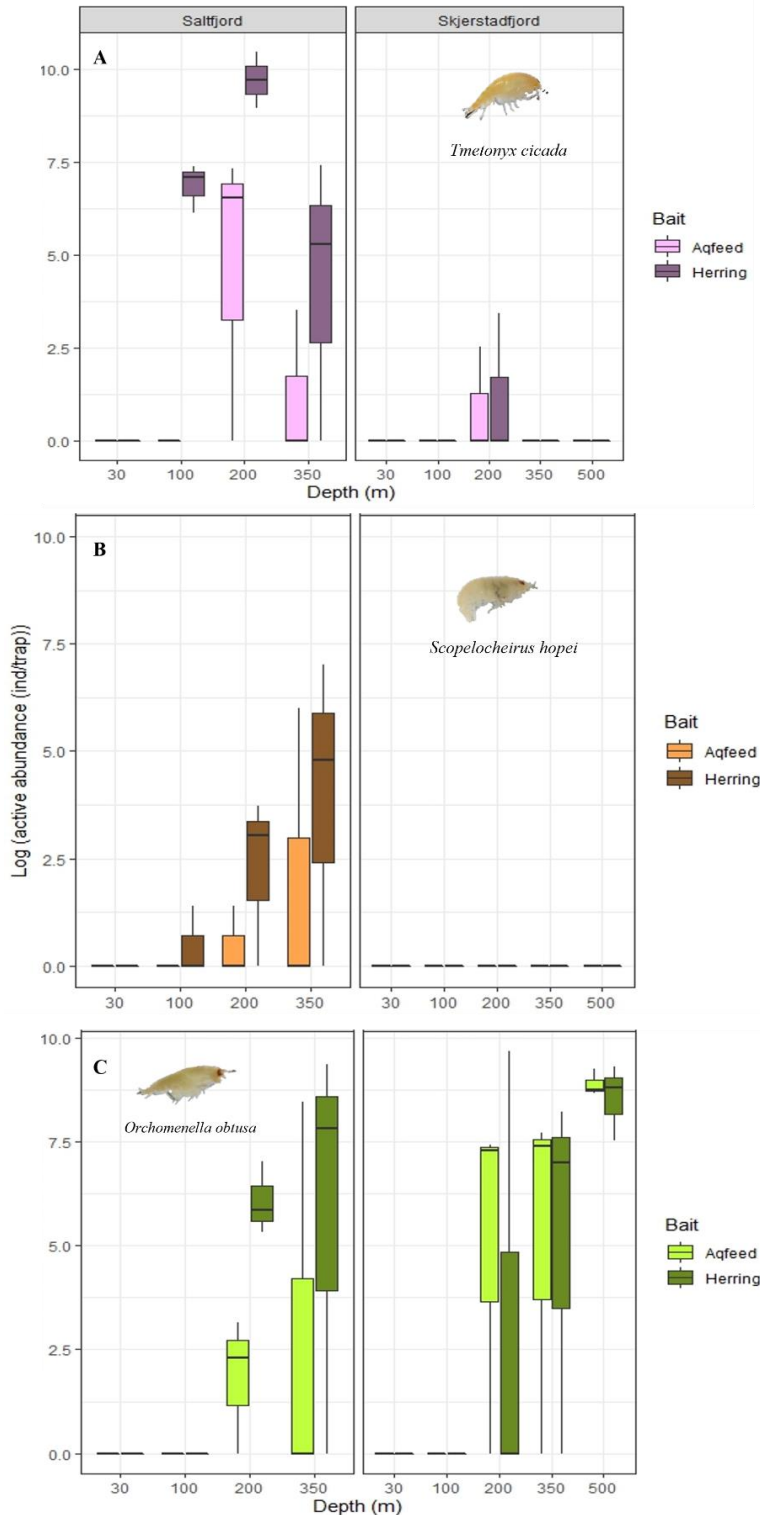 Saltfjord
Skjerstadfjord
A
Tmetonyx cicada
10.0
7.5
5.0
2.5
0.0
30 100 200 350
30 100 200 350 500
Depth (m)
Bait
Aqfeed
Herring
Log (active abundance (ind/trap))
B
Scopelocheirus hopei
10.0
7.5
5.0
2.5
0.0
30 100 200 350
30 100 200 350 500
Bait
Aqfeed
Herring
C
Orchomenella obtusa
10.0
7.5
5.0
2.5
0.0
30 100 200 350
30 100 200 350 500
Depth (m)
Bait
Aqfeed
Herring